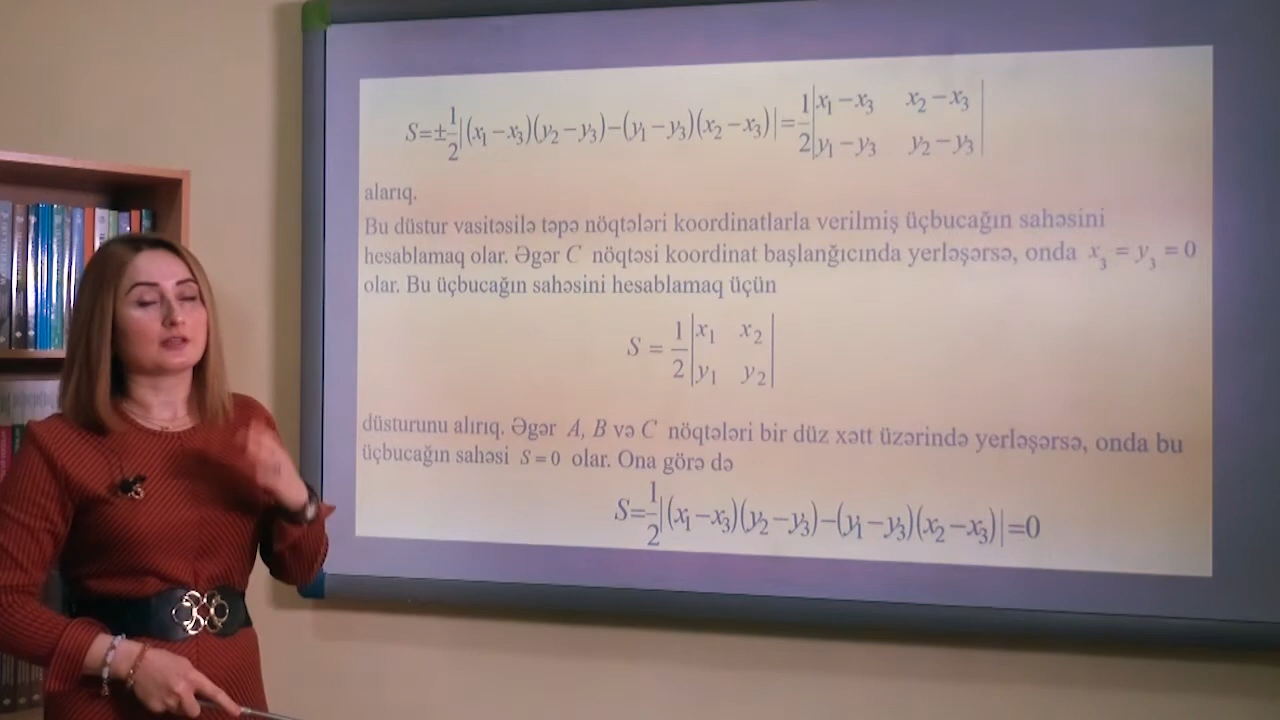 S=±1/2|(x₁−x₃)(y₂−y₃)−(y₁−y₃)(x₂−x₃)|=1/2|x₁−x₃ x₂−x₃
y₁−y₃ y₂−y₃|
alarıq.
Bu düstur vasitəsilə təpə nöqtələri koordinatlarla verilmiş üçbucağın sahəsini
hesablamaq olar. Əgər C nöqtəsi koordinat başlanğıcında yerləşərsə, onda x₃ = y₃ = 0
olar. Bu üçbucağın sahəsini hesablamaq üçün
S = 1/2|x₁ x₂
y₁ y₂|
düsturunu alırıq. Əgər A, B və C nöqtələri bir düz xətt üzərində yerləşərsə, onda bu
üçbucağın sahəsi S=0 olar. Ona görə də
S=1/2|(x₁−x₃)(y₂−y₃)−(y₁−y₃)(x₂−x₃)|=0